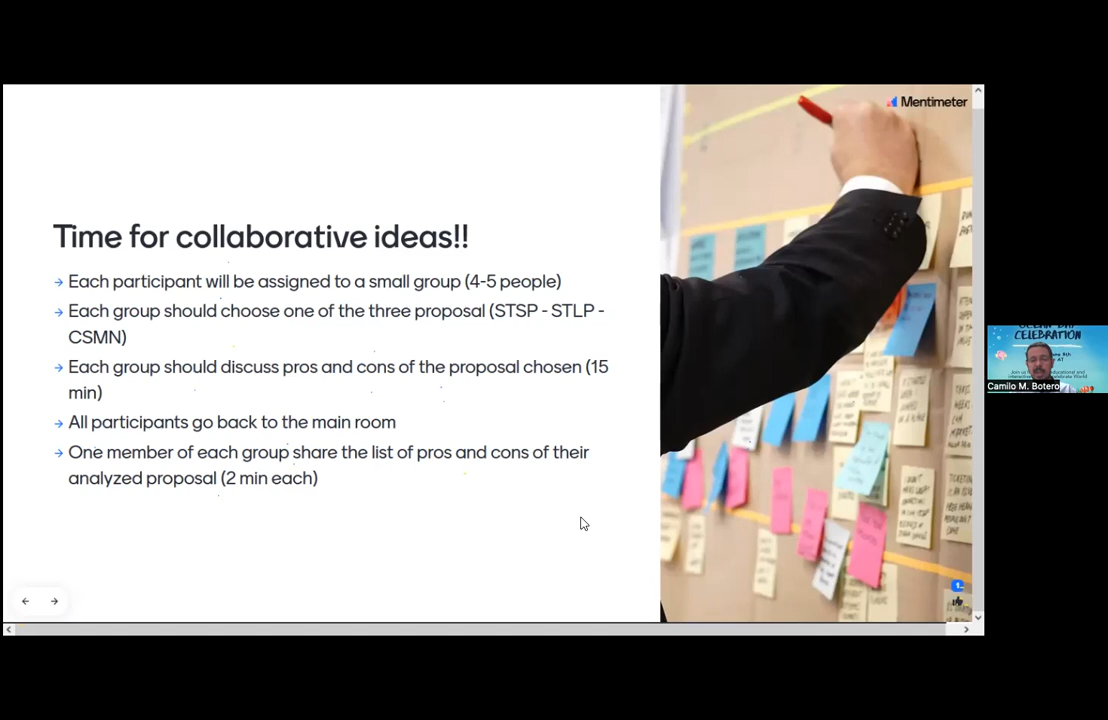 Mentimeter
Time for collaborative ideas!!
→ Each participant will be assigned to a small group (4-5 people)
→ Each group should choose one of the three proposal (STSP - STLP -
CSMN)
→ Each group should discuss pros and cons of the proposal chosen (15
min)
→ All participants go back to the main room
→ One member of each group share the list of pros and cons of their
analyzed proposal (2 min each)
CELEBRATION
Camilo M. Botero